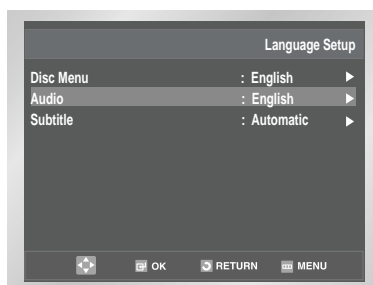 Language Setup
Disc Menu : English ▶
Audio : English ▶
Subtitle : Automatic ▶
OK RETURN MENU